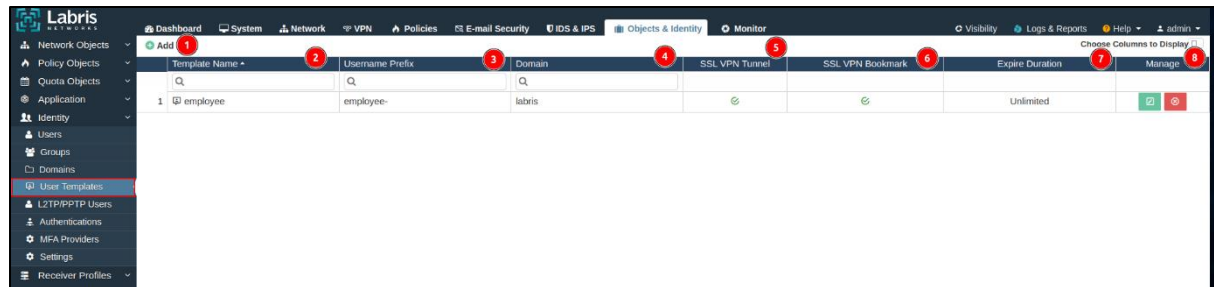 Labris
NETWORKS
Dashboard System Network VPN Policies E-mail Security IDS & IPS Objects & Identity Monitor Visibility Logs & Reports Help admin
Network Objects
Policy Objects
Quota Objects
Application
Identity
Users
Groups
Domains
User Templates
L2TP/PPTP Users
Authentications
MFA Providers
Settings
Receiver Profiles
Add 1 Choose Columns to Display
Template Name 2 Username Prefix 3 Domain 4 SSL VPN Tunnel 5 SSL VPN Bookmark 6 Expire Duration 7 Manage 8
1 employee employee- labris Unlimited